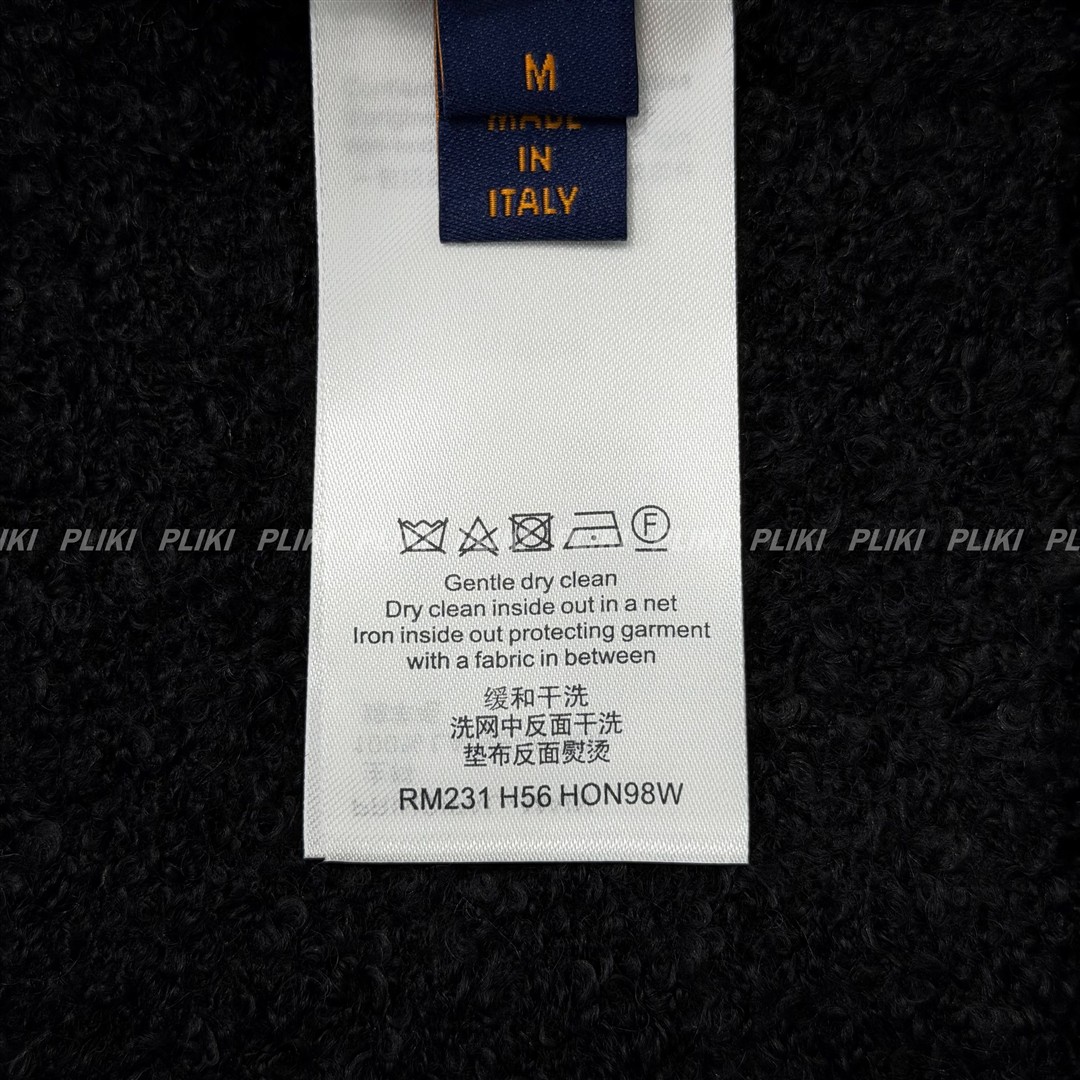 M
MADE
IN
ITALY
PLIKI PLIKI PLIKI PLIKI PLIKI
F
Gentle dry clean
Dry clean inside out in a net
Iron inside out protecting garment
with a fabric in between
缓和干洗
洗网中反面干洗
垫布反面熨烫
RM231 H56 HON98W